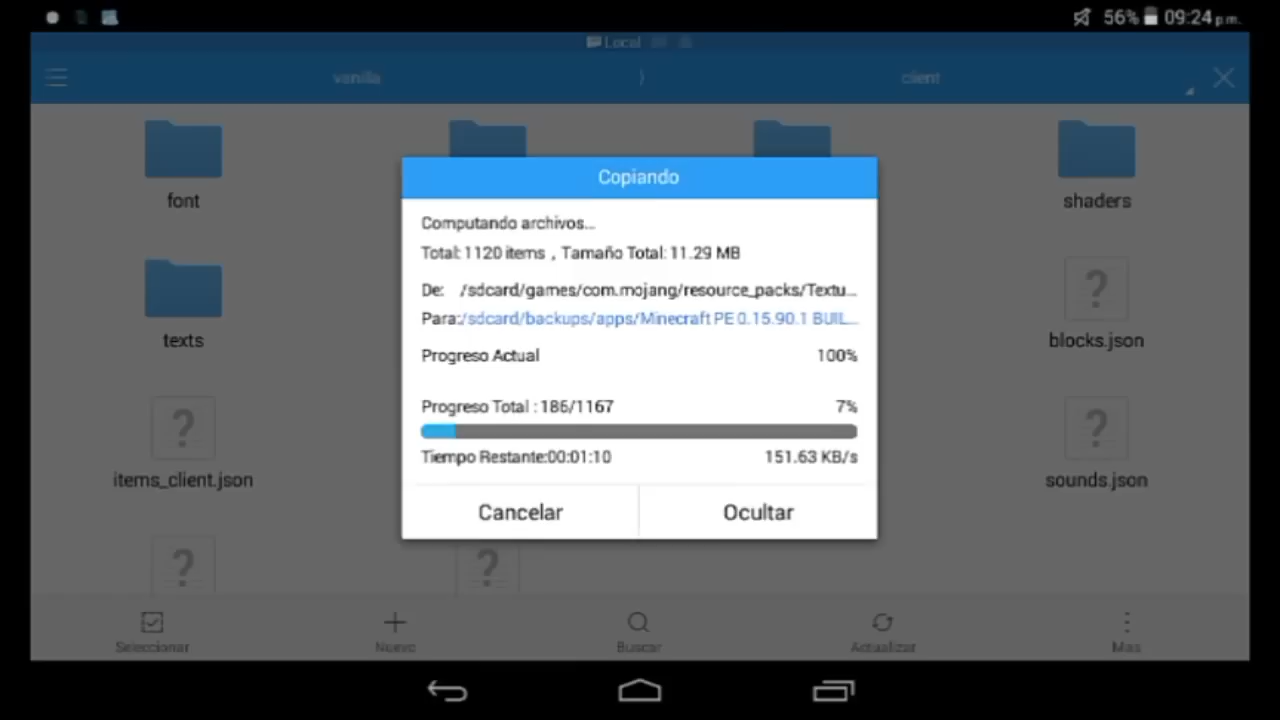 56% 09:24 p.m.
Local
vanilla
client
font
shaders
texts
blocks.json
items_client.json
sounds.json
Copiando
Computando archivos...
Total: 1120 items , Tamaño Total: 11.29 MB
De: /sdcard/games/com.mojang/resource_packs/Textu...
Para:/sdcard/backups/apps/Minecraft PE 0.15.90.1 BUIL...
Progreso Actual 100%
Progreso Total : 186/1167 7%
Tiempo Restante:00:01:10 151.63 KB/s
Cancelar Ocultar
Seleccionar Nuevo Buscar Actualizar Mas